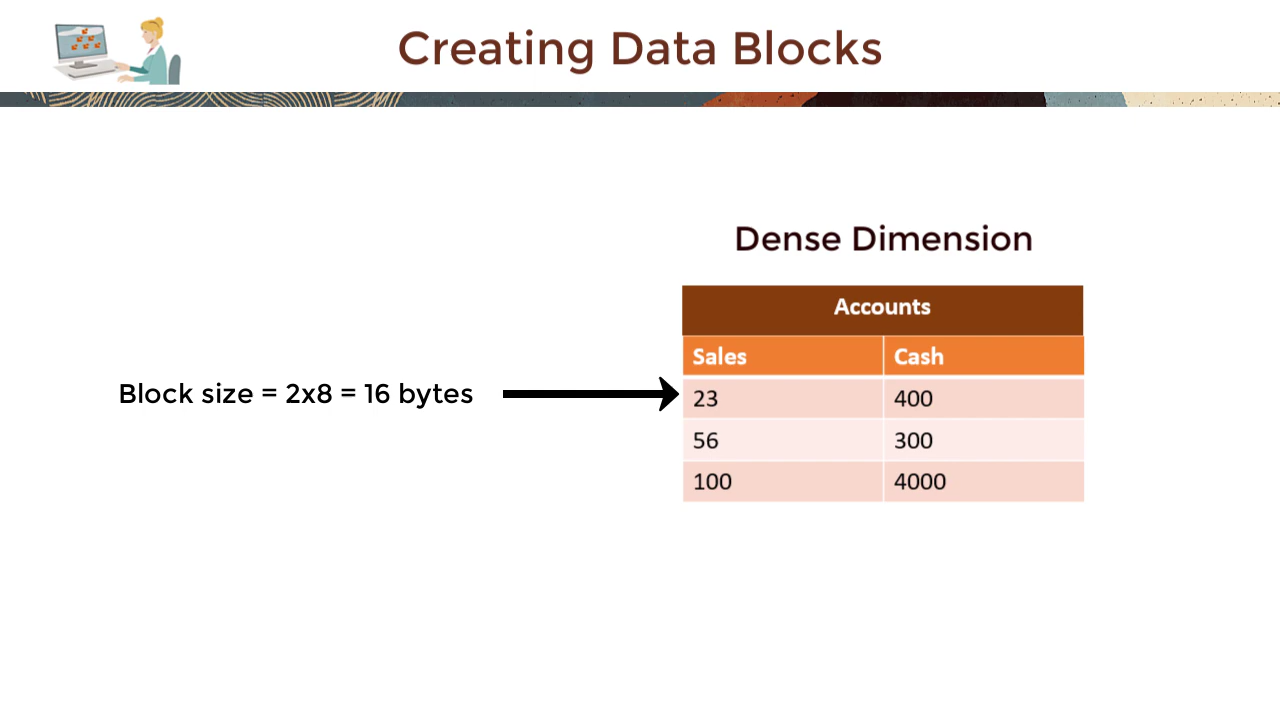 Creating Data Blocks
Dense Dimension
Accounts
Sales Cash
Block size = 2x8 = 16 bytes
23 400
56 300
100 4000